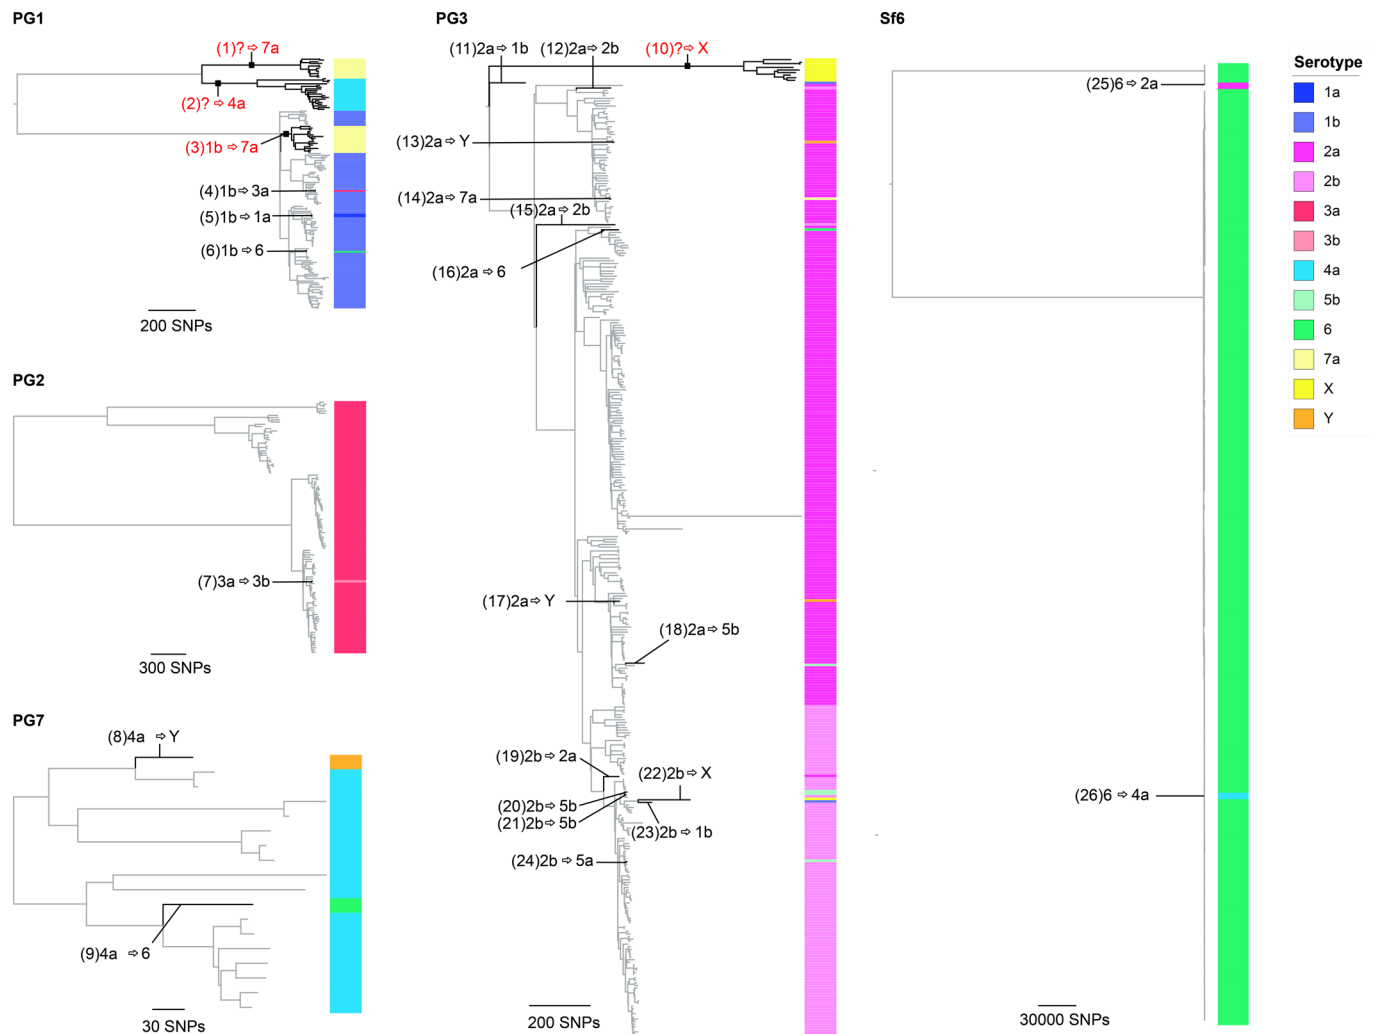 PG1
(1)? ⇨ 7a
(2)? ⇨ 4a
(3)1b ⇨ 7a
(4)1b ⇨ 3a
(5)1b ⇨ 1a
(6)1b ⇨ 6
200 SNPs
PG2
(7)3a ⇨ 3b
300 SNPs
PG7
(8)4a ⇨ Y
(9)4a ⇨ 6
30 SNPs
PG3
(11)2a ⇨ 1b
(12)2a ⇨ 2b
(10)? ⇨ X
(13)2a ⇨ Y
(14)2a ⇨ 7a
(15)2a ⇨ 2b
(16)2a ⇨ 6
(17)2a ⇨ Y
(18)2a ⇨ 5b
(19)2b ⇨ 2a
(22)2b ⇨ X
(20)2b ⇨ 5b
(21)2b ⇨ 5b
(23)2b ⇨ 1b
(24)2b ⇨ 5a
200 SNPs
Sf6
(25)6 ⇨ 2a
(26)6 ⇨ 4a
30000 SNPs
Serotype
1a
1b
2a
2b
3a
3b
4a
5b
6
7a
X
Y